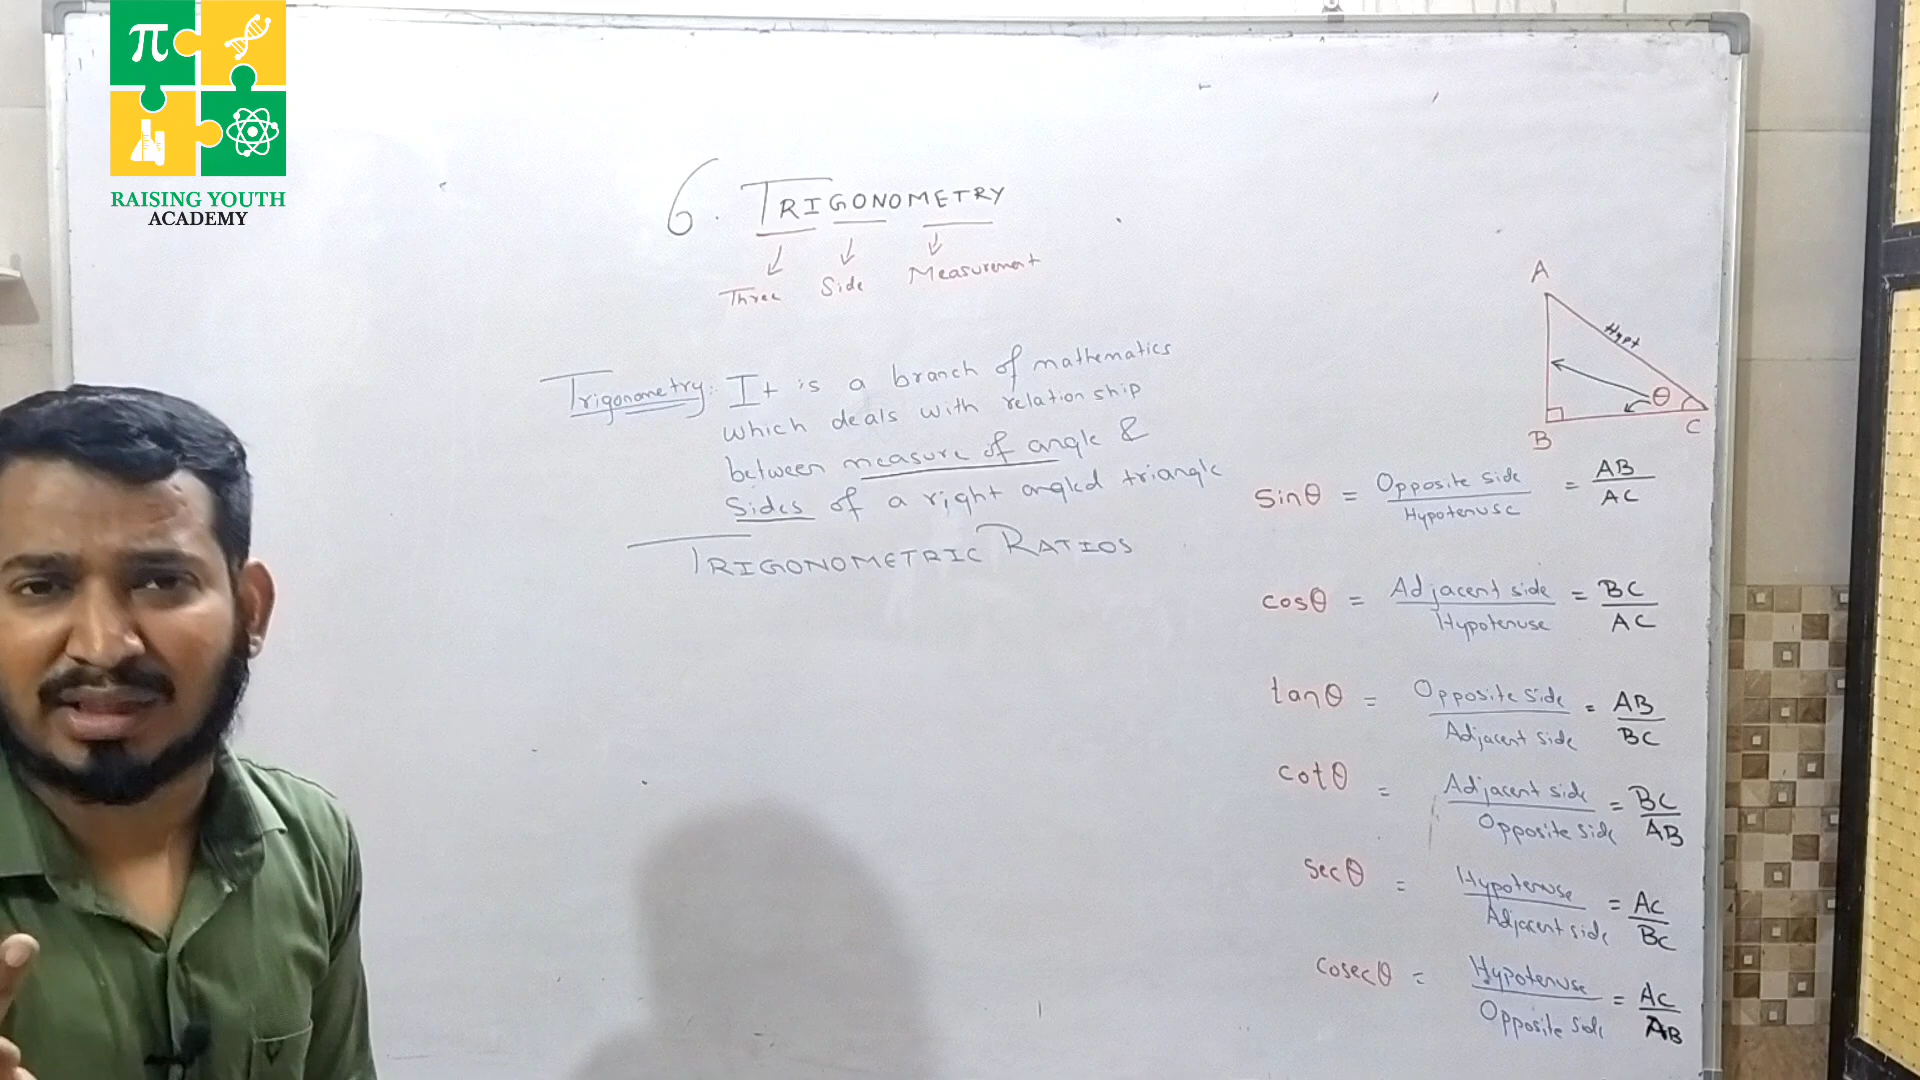 π
RAISING YOUTH
ACADEMY
6. TRIGONOMETRY
Three Side Measurement
Trigonometry: It is a branch of mathematics
which deals with relationship
between measure of angle &
Sides of a right angled triangle
TRIGONOMETRIC RATIOS
A
Hypt
θ
B C
sinθ = Opposite side / Hypotenuse = AB / AC
cosθ = Adjacent side / Hypotenuse = BC / AC
tanθ = Opposite side / Adjacent side = AB / BC
cotθ = Adjacent side / Opposite side = BC / AB
secθ = Hypotenuse / Adjacent side = AC / BC
cosecθ = Hypotenuse / Opposite side = AC / AB